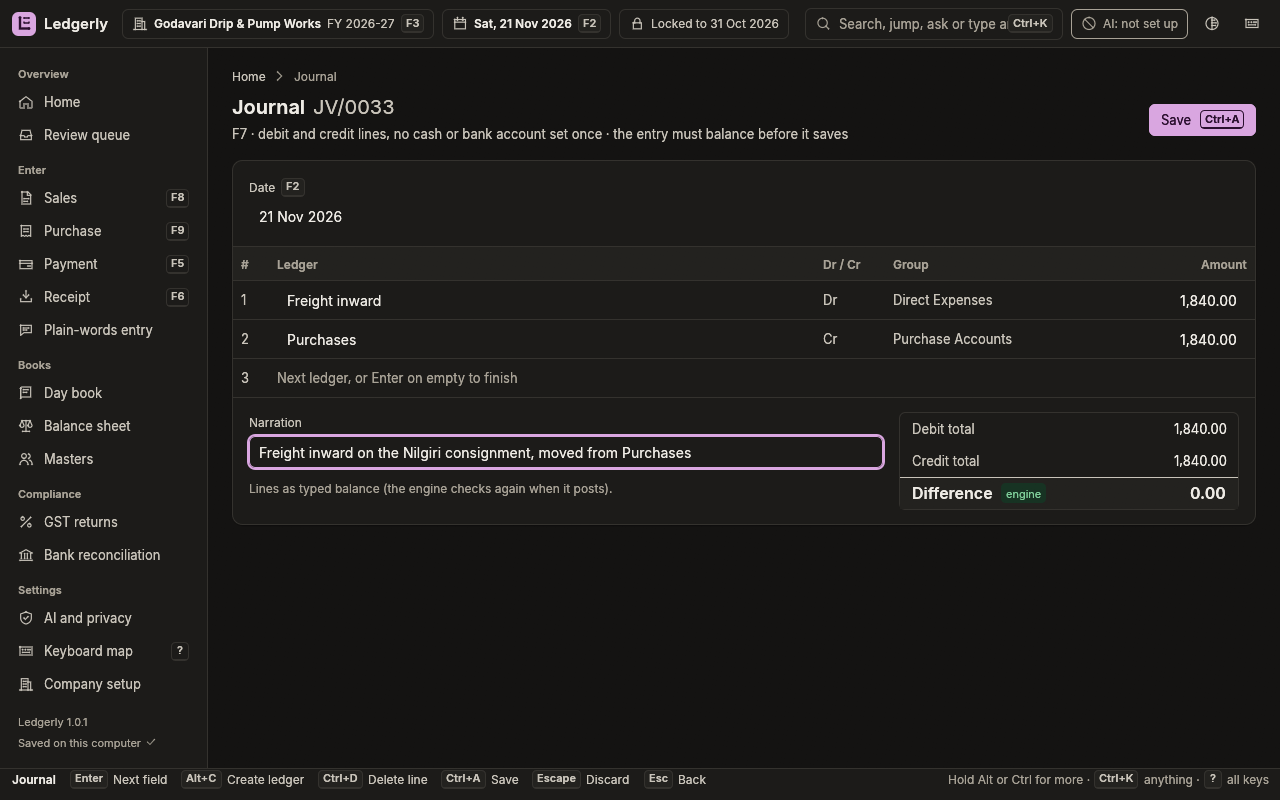 Ledgerly
Godavari Drip & Pump Works FY 2026-27 F3
Sat, 21 Nov 2026 F2
Locked to 31 Oct 2026
Search, jump, ask or type a Ctrl+K
AI: not set up
Overview
Home
Review queue
Enter
Sales F8
Purchase F9
Payment F5
Receipt F6
Plain-words entry
Books
Day book
Balance sheet
Masters
Compliance
GST returns
Bank reconciliation
Settings
AI and privacy
Keyboard map ?
Company setup
Ledgerly 1.0.1
Saved on this computer
Home Journal
Journal JV/0033
F7 · debit and credit lines, no cash or bank account set once · the entry must balance before it saves
Save Ctrl+A
Date F2
21 Nov 2026
# Ledger Dr / Cr Group Amount
1 Freight inward Dr Direct Expenses 1,840.00
2 Purchases Cr Purchase Accounts 1,840.00
3 Next ledger, or Enter on empty to finish
Narration
Freight inward on the Nilgiri consignment, moved from Purchases
Lines as typed balance (the engine checks again when it posts).
Debit total 1,840.00
Credit total 1,840.00
Difference engine 0.00
Journal Enter Next field Alt+C Create ledger Ctrl+D Delete line Ctrl+A Save Escape Discard Esc Back
Hold Alt or Ctrl for more · Ctrl+K anything · ? all keys